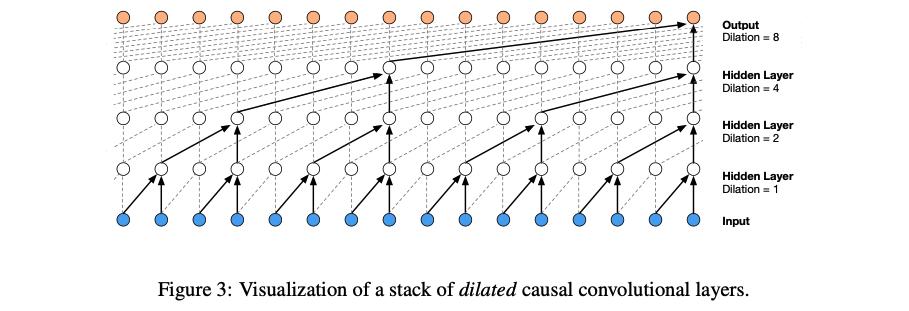 Output
Dilation = 8
Hidden Layer
Dilation = 4
Hidden Layer
Dilation = 2
Hidden Layer
Dilation = 1
Input
Figure 3: Visualization of a stack of dilated causal convolutional layers.